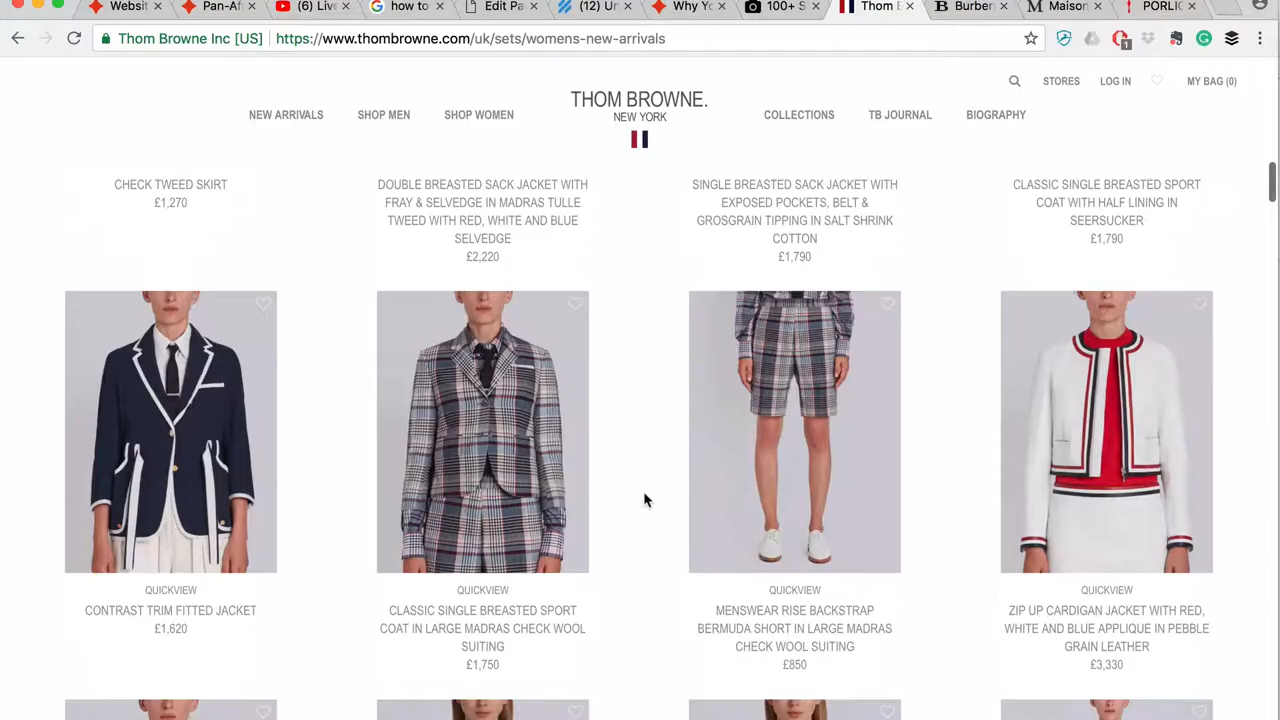 Websit
Pan-Af
(6) Live
how to
Edit Pa
(12) Un
Why Yo
100+ S
Thom E
Burber
Maison
PORLIC
Thom Browne Inc [US]
https://www.thombrowne.com/uk/sets/womens-new-arrivals
1
STORES
LOG IN
MY BAG (0)
NEW ARRIVALS
SHOP MEN
SHOP WOMEN
THOM BROWNE.
NEW YORK
COLLECTIONS
TB JOURNAL
BIOGRAPHY
CHECK TWEED SKIRT
£1,270
DOUBLE BREASTED SACK JACKET WITH
FRAY & SELVEDGE IN MADRAS TULLE
TWEED WITH RED, WHITE AND BLUE
SELVEDGE
£2,220
SINGLE BREASTED SACK JACKET WITH
EXPOSED POCKETS, BELT &
GROSGRAIN TIPPING IN SALT SHRINK
COTTON
£1,790
CLASSIC SINGLE BREASTED SPORT
COAT WITH HALF LINING IN
SEERSUCKER
£1,790
QUICKVIEW
CONTRAST TRIM FITTED JACKET
£1,620
QUICKVIEW
CLASSIC SINGLE BREASTED SPORT
COAT IN LARGE MADRAS CHECK WOOL
SUITING
£1,750
QUICKVIEW
MENSWEAR RISE BACKSTRAP
BERMUDA SHORT IN LARGE MADRAS
CHECK WOOL SUITING
£850
QUICKVIEW
ZIP UP CARDIGAN JACKET WITH RED,
WHITE AND BLUE APPLIQUE IN PEBBLE
GRAIN LEATHER
£3,330